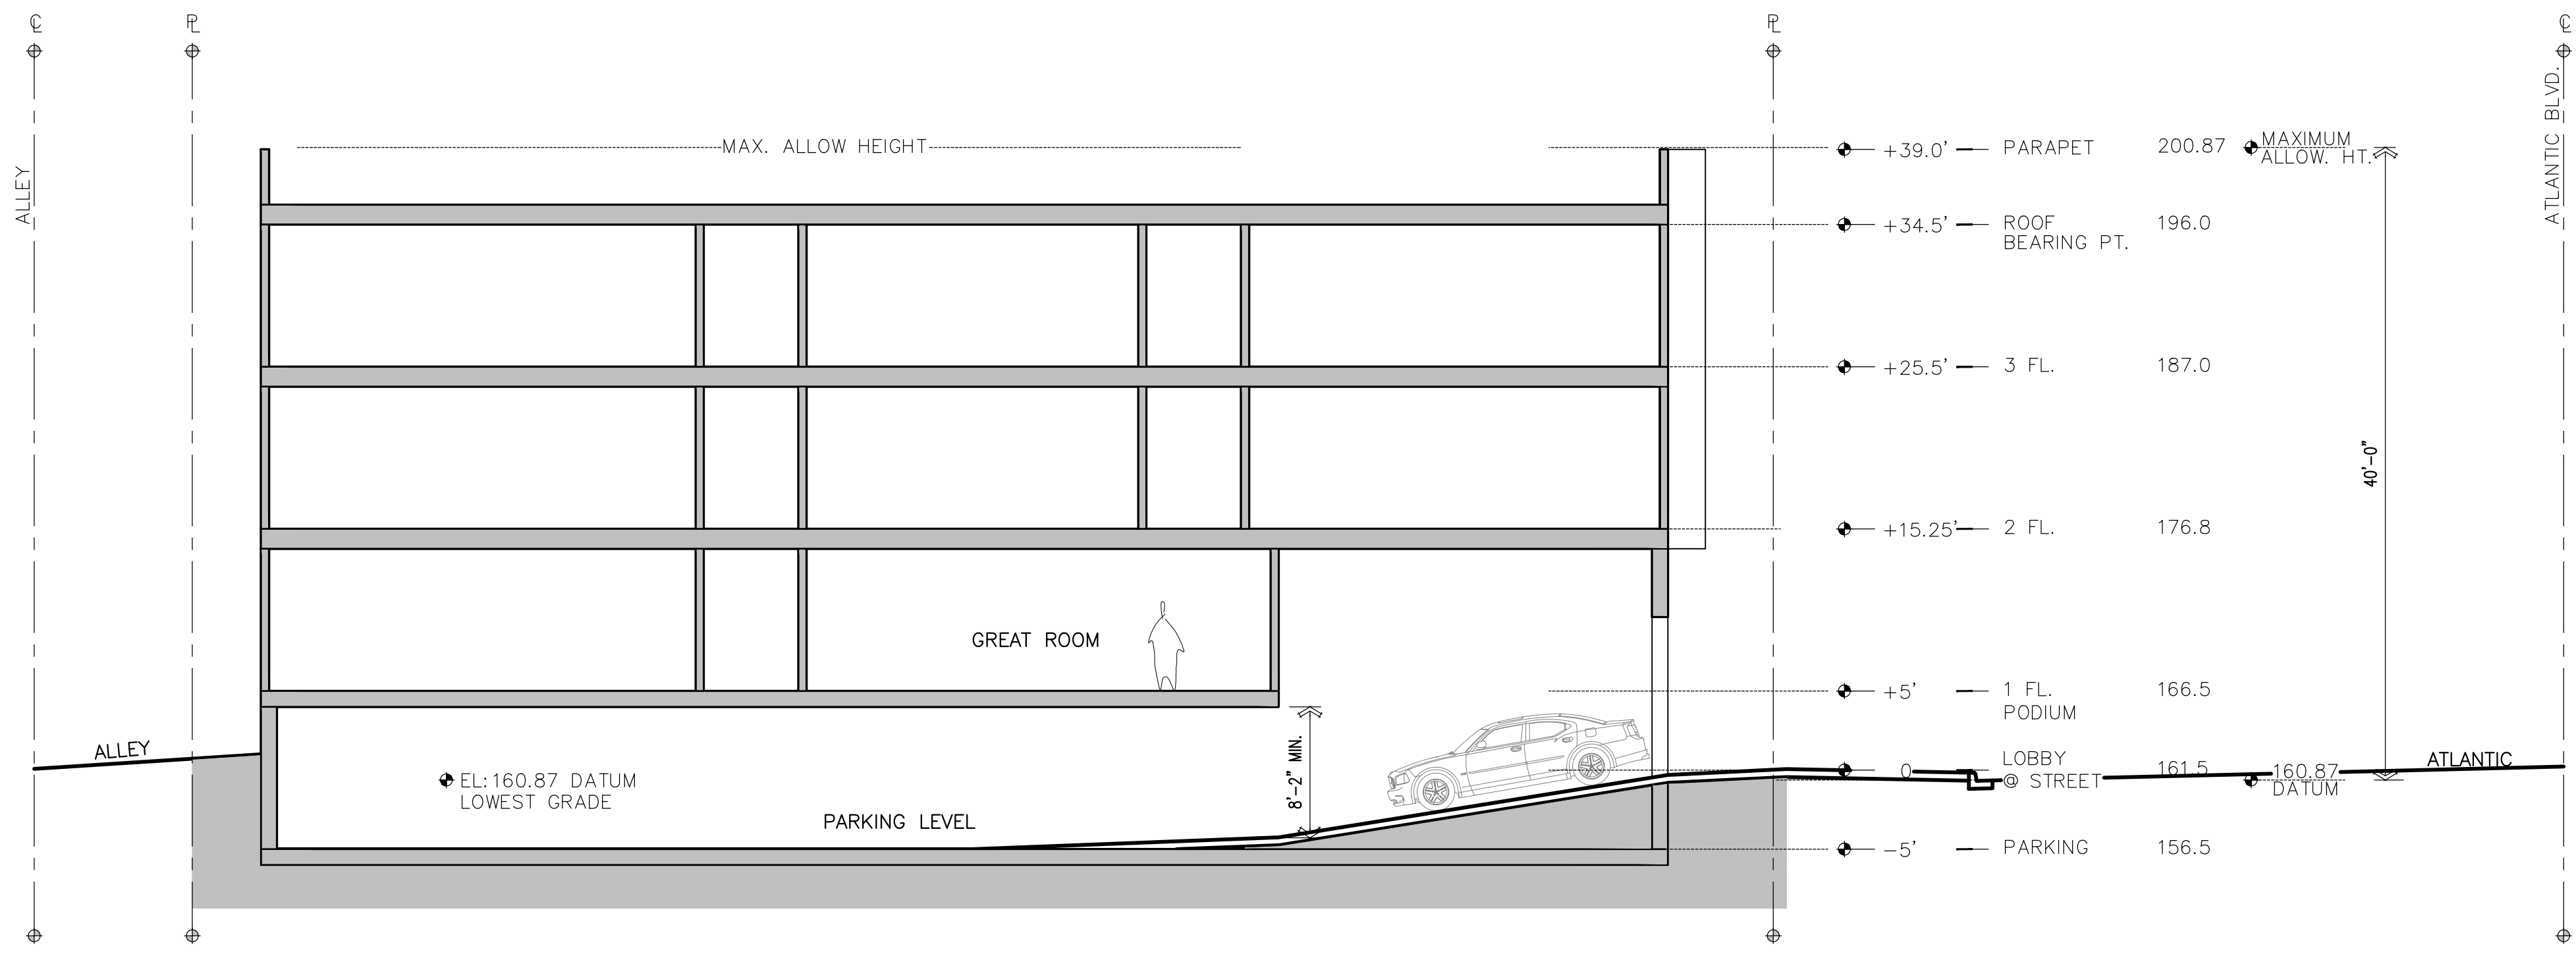 ℄
⅊
⅊
℄
ALLEY
ATLANTIC BLVD.
MAX. ALLOW HEIGHT
+39.0' PARAPET 200.87 MAXIMUM
ALLOW. HT.
+34.5' ROOF 196.0
BEARING PT.
+25.5' 3 FL. 187.0
40'-0"
+15.25' 2 FL. 176.8
GREAT ROOM
+5' 1 FL. 166.5
PODIUM
ALLEY
8'-2" MIN.
EL:160.87 DATUM
LOWEST GRADE
0 LOBBY 161.5
@ STREET
160.87
DATUM
ATLANTIC
PARKING LEVEL
-5' PARKING 156.5